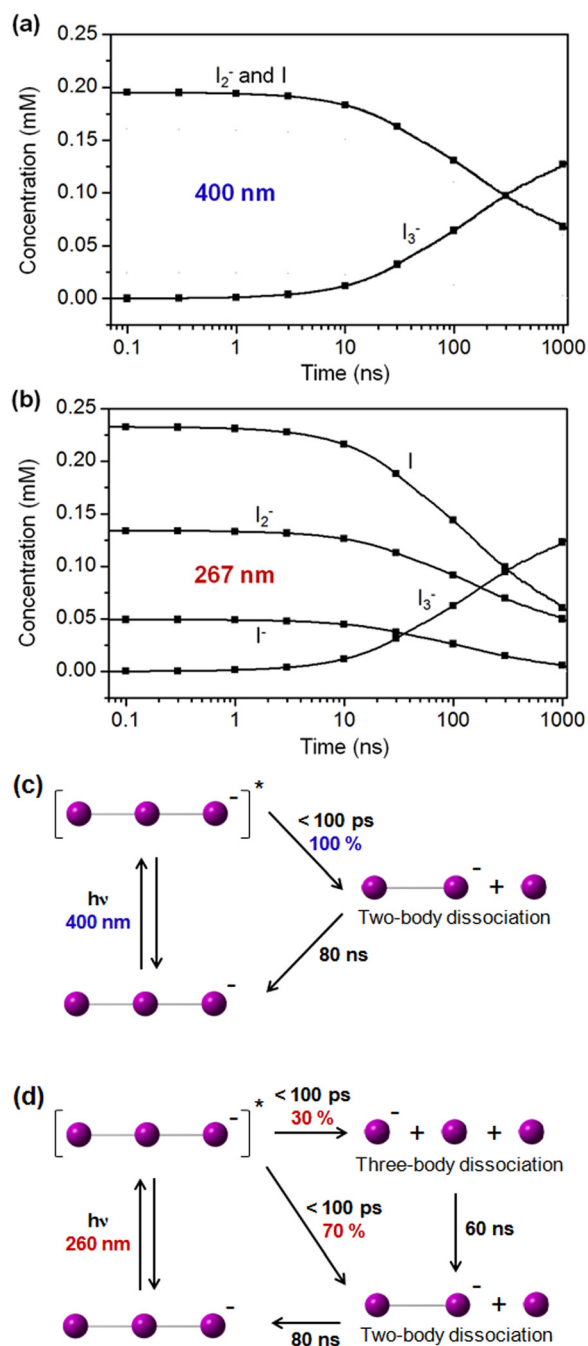 (a)
0.25
0.20
0.15
0.10
0.05
0.00
Concentration (mM)
I₂⁻ and I
400 nm
I₃⁻
0.1 1 10 100 1000
Time (ns)
(b)
0.25
0.20
0.15
0.10
0.05
0.00
Concentration (mM)
I
I₂⁻
267 nm
I₃⁻
I⁻
0.1 1 10 100 1000
Time (ns)
(c)
- *
< 100 ps
100 %
hν
400 nm
- +
Two-body dissociation
80 ns
-
(d)
- *
< 100 ps
30 %
- + +
Three-body dissociation
< 100 ps
70 %
hν
260 nm
60 ns
- +
80 ns
Two-body dissociation
-